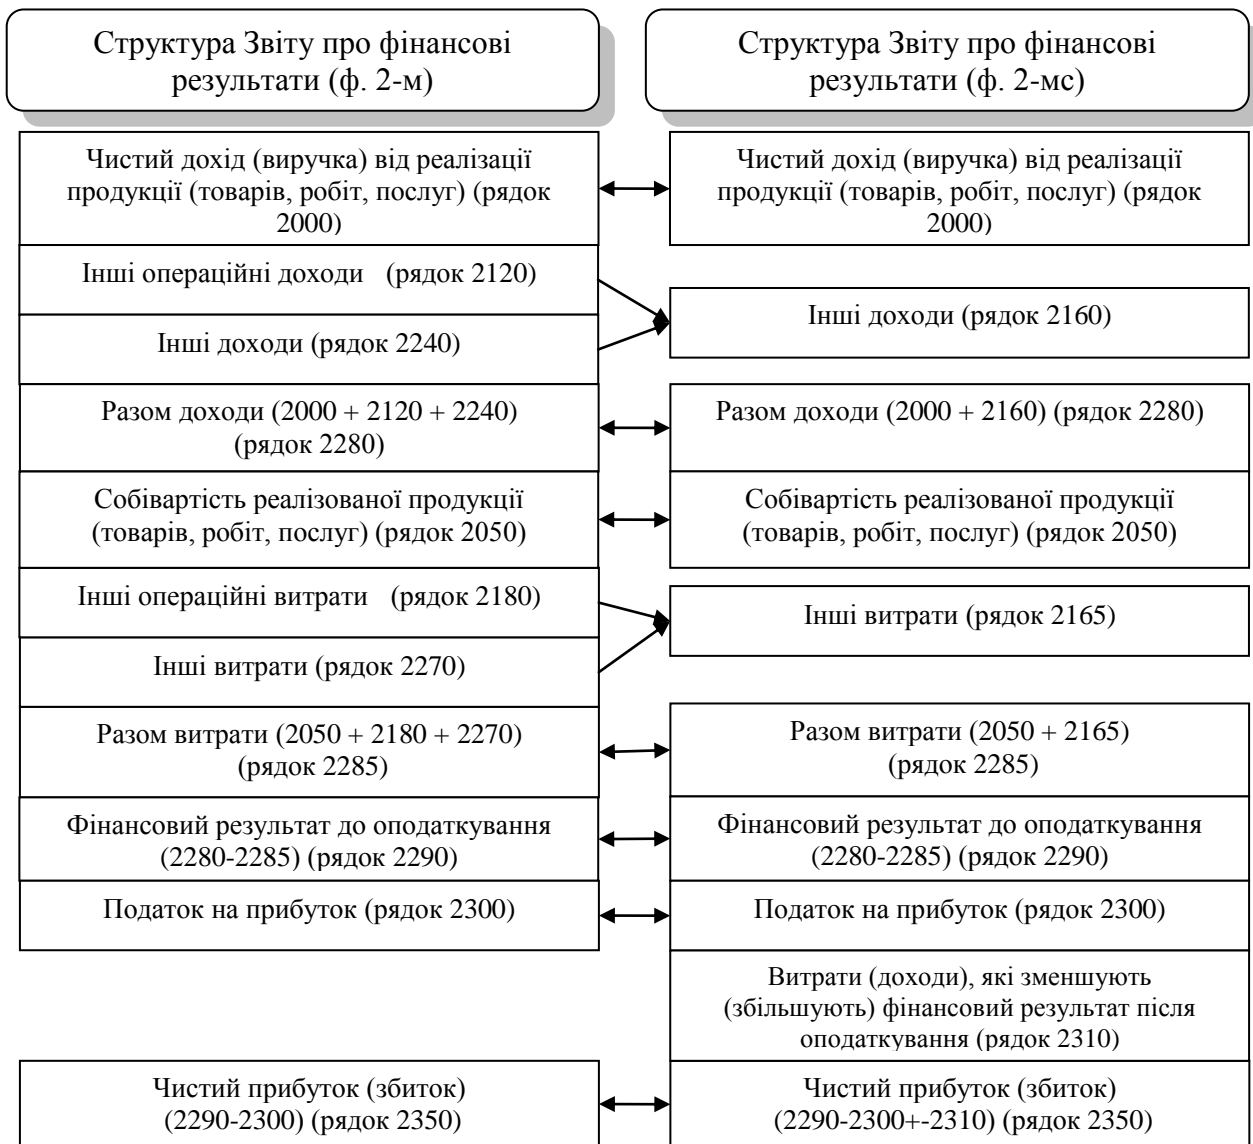 Структура Звіту про фінансові
результати (ф. 2-м)
Структура Звіту про фінансові
результати (ф. 2-мс)
Чистий дохід (виручка) від реалізації
продукції (товарів, робіт, послуг) (рядок
2000)
Чистий дохід (виручка) від реалізації
продукції (товарів, робіт, послуг) (рядок
2000)
Інші операційні доходи (рядок 2120)
Інші доходи (рядок 2240)
Інші доходи (рядок 2160)
Разом доходи (2000 + 2120 + 2240)
(рядок 2280)
Разом доходи (2000 + 2160) (рядок 2280)
Собівартість реалізованої продукції
(товарів, робіт, послуг) (рядок 2050)
Собівартість реалізованої продукції
(товарів, робіт, послуг) (рядок 2050)
Інші операційні витрати (рядок 2180)
Інші витрати (рядок 2270)
Інші витрати (рядок 2165)
Разом витрати (2050 + 2180 + 2270)
(рядок 2285)
Разом витрати (2050 + 2165)
(рядок 2285)
Фінансовий результат до оподаткування
(2280-2285) (рядок 2290)
Фінансовий результат до оподаткування
(2280-2285) (рядок 2290)
Податок на прибуток (рядок 2300)
Податок на прибуток (рядок 2300)
Витрати (доходи), які зменшують
(збільшують) фінансовий результат після
оподаткування (рядок 2310)
Чистий прибуток (збиток)
(2290-2300) (рядок 2350)
Чистий прибуток (збиток)
(2290-2300+-2310) (рядок 2350)